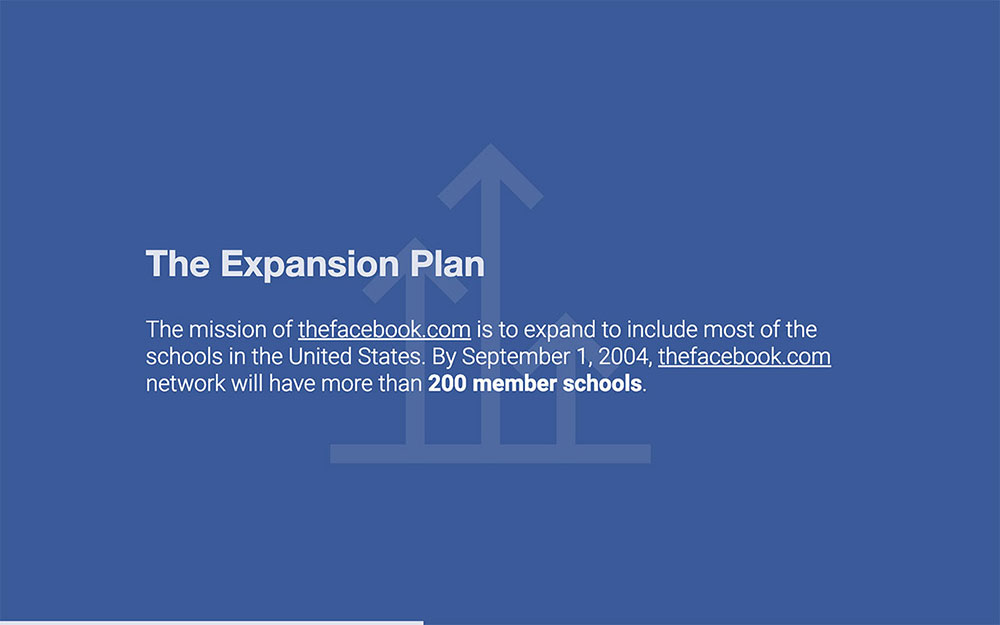 The Expansion Plan
The mission of thefacebook.com is to expand to include most of the
schools in the United States. By September 1, 2004, thefacebook.com
network will have more than 200 member schools.